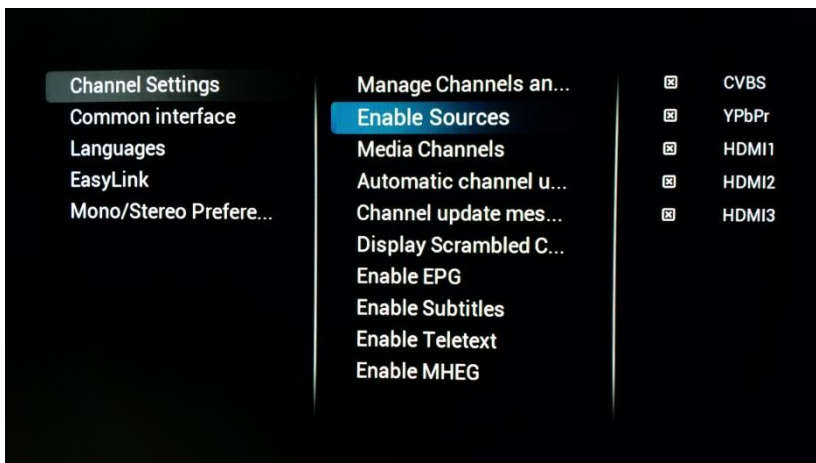 Channel Settings
Common interface
Languages
EasyLink
Mono/Stereo Prefere...
Manage Channels an...
Enable Sources
Media Channels
Automatic channel u...
Channel update mes...
Display Scrambled C...
Enable EPG
Enable Subtitles
Enable Teletext
Enable MHEG
CVBS
YPbPr
HDMI1
HDMI2
HDMI3